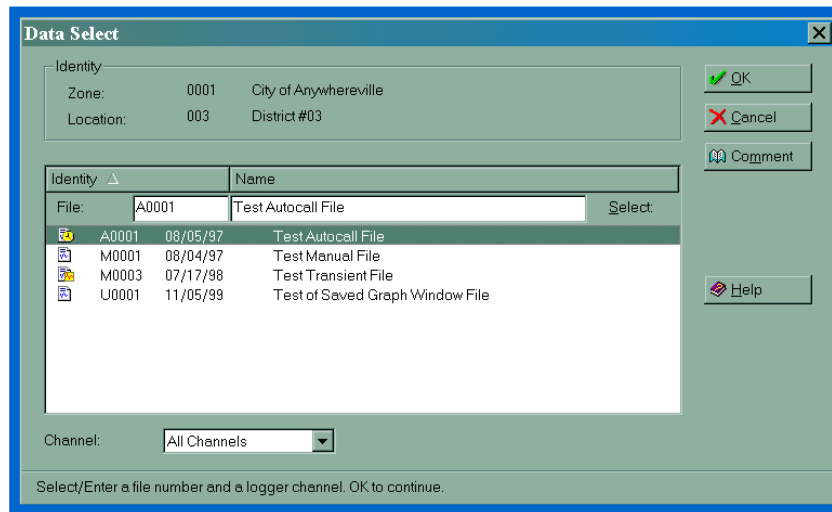 Data Select
Identity
Zone: 0001 City of Anywhereville
Location: 003 District #03
OK
Cancel
Comment
Identity Name
File: A0001 Test Autocall File Select:
A0001 08/05/97 Test Autocall File
M0001 08/04/97 Test Manual File
M0003 07/17/98 Test Transient File
U0001 11/05/99 Test of Saved Graph Window File
Help
Channel: All Channels
Select/Enter a file number and a logger channel. OK to continue.